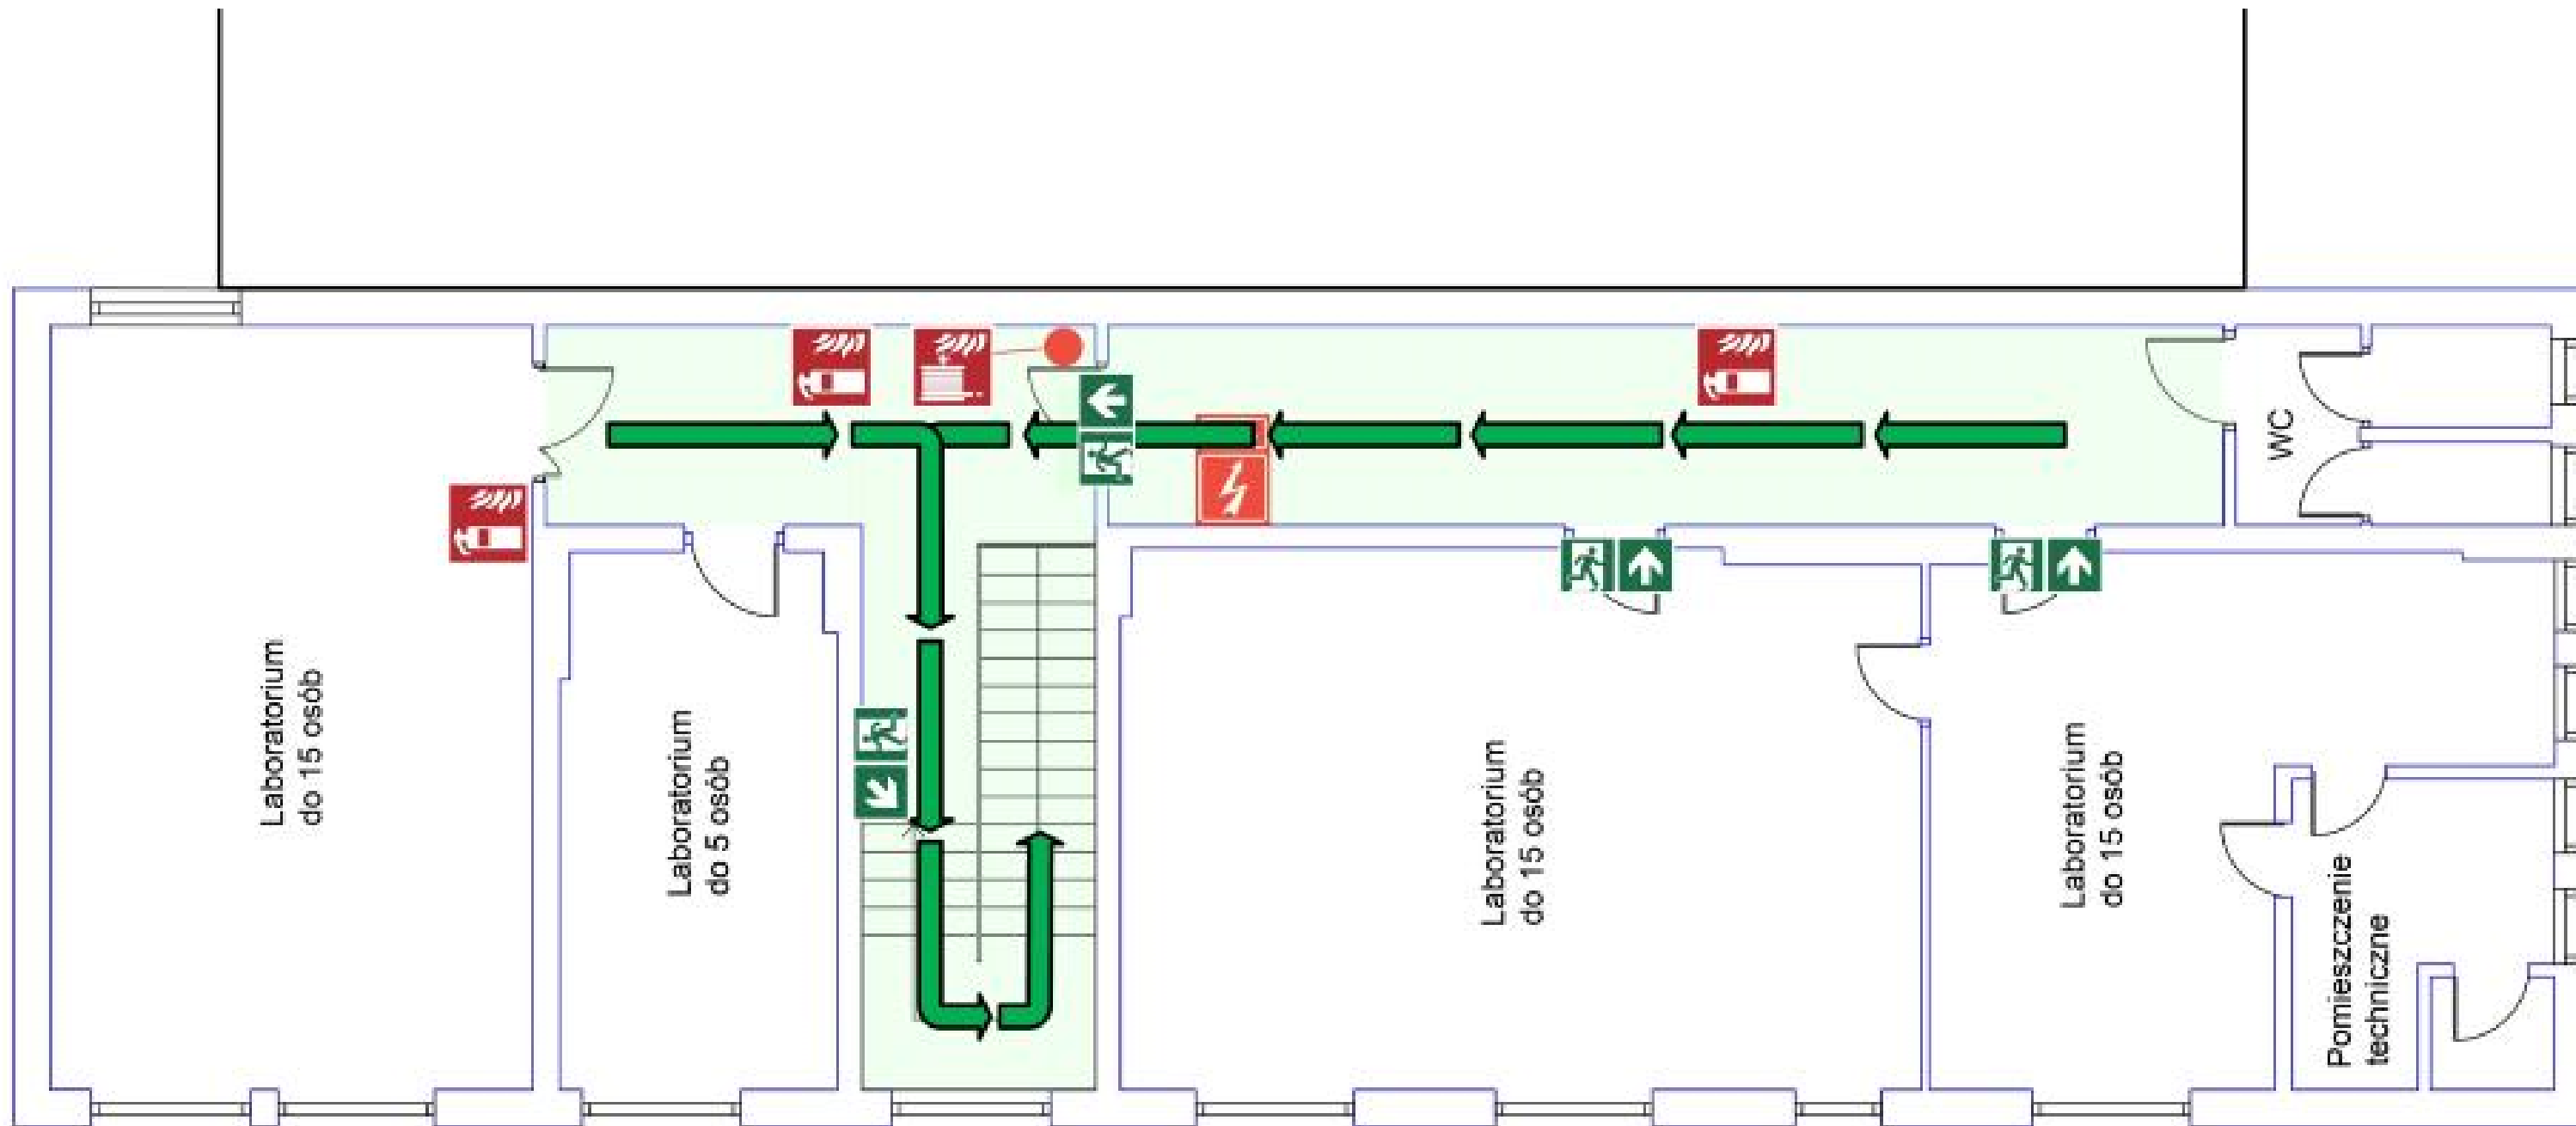 Laboratorium
do 15 osób
Laboratorium
do 5 osób
Laboratorium
do 15 osób
Laboratorium
do 15 osób
WC
Pomieszczenie
techniczne